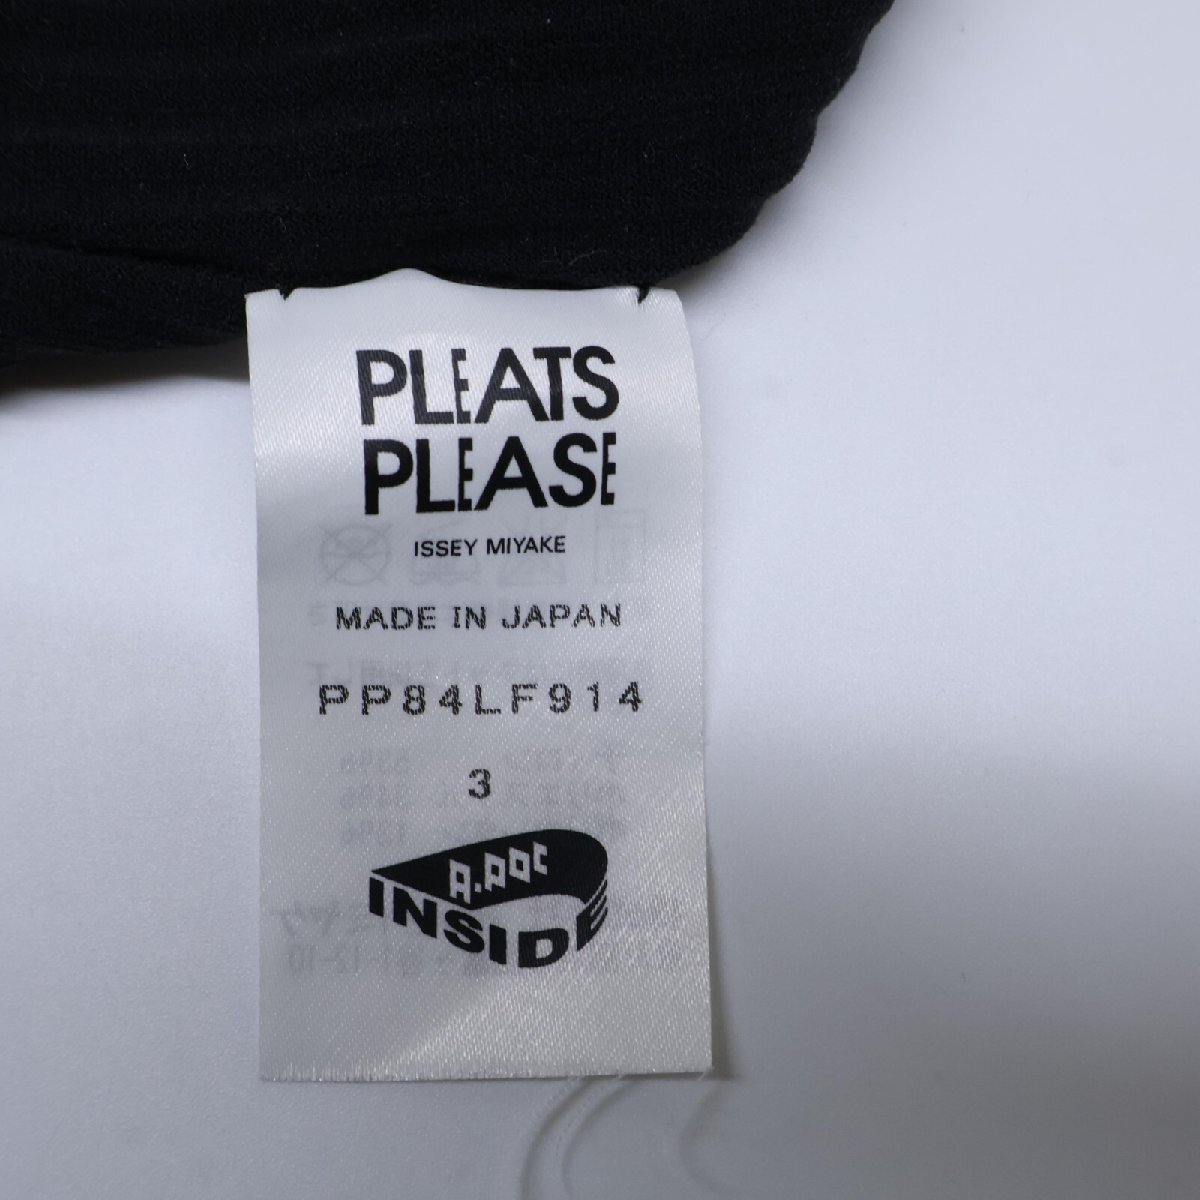 PLEATS
PLEASE
ISSEY MIYAKE
MADE IN JAPAN
PP84LF914
3
A.POC
INSIDE